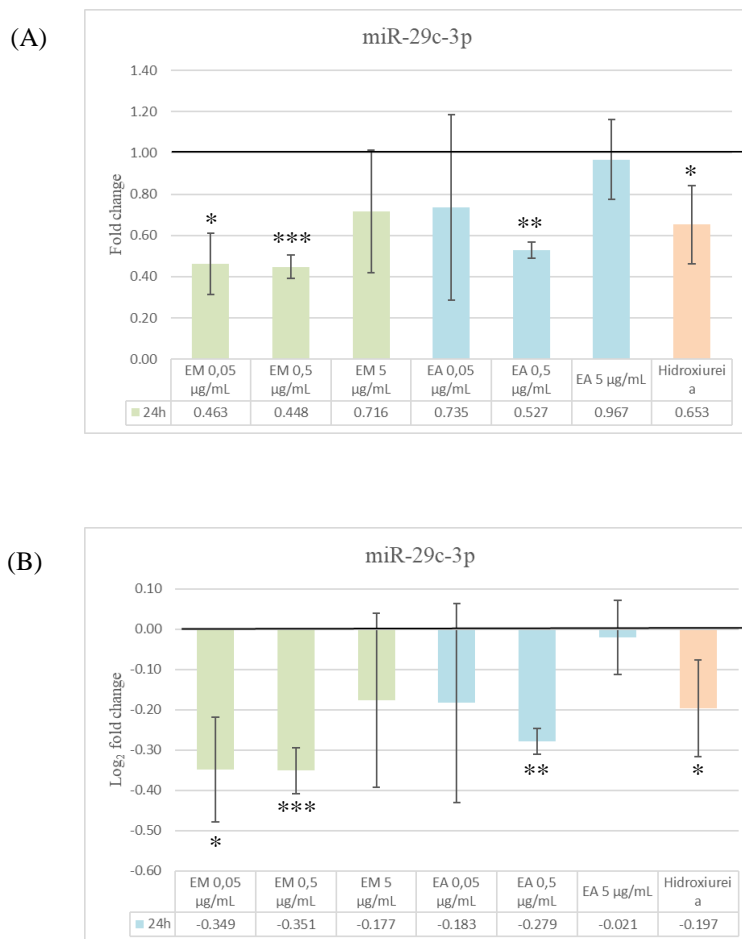 (A)
miR-29c-3p
Fold change
1.40
1.20
1.00
0.80
0.60
0.40
0.20
0.00
* *** ** *
EM 0,05 EM 0,5 EM 5 EA 0,05 EA 0,5 EA 5 µg/mL Hidroxiurei
µg/mL µg/mL µg/mL µg/mL µg/mL a
24h 0.463 0.448 0.716 0.735 0.527 0.967 0.653
(B)
miR-29c-3p
Log2 fold change
0.10
0.00
-0.10
-0.20
-0.30
-0.40
-0.50
-0.60
* *** ** *
EM 0,05 EM 0,5 EM 5 EA 0,05 EA 0,5 EA 5 µg/mL Hidroxiurei
µg/mL µg/mL µg/mL µg/mL µg/mL a
24h -0.349 -0.351 -0.177 -0.183 -0.279 -0.021 -0.197